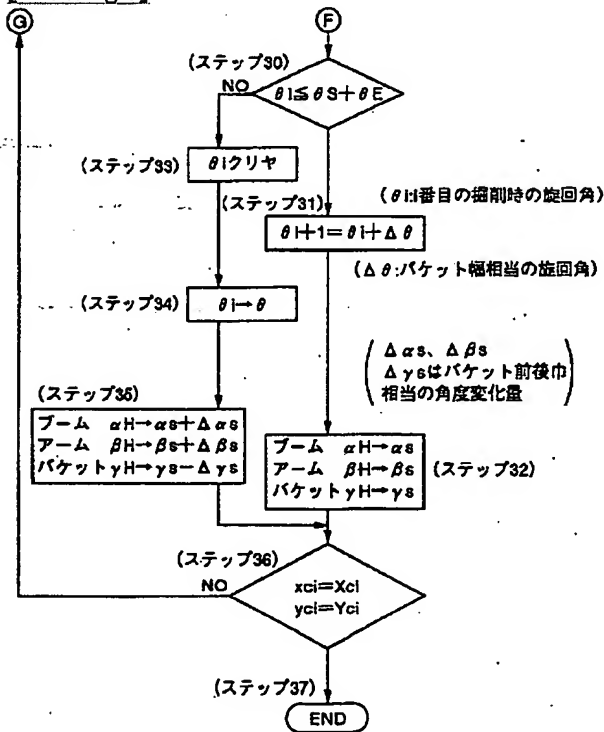 G
F
(ステップ30)
NO
θi≦θS+θE
θiクリヤ
(ステップ33)
(ステップ31)
(θi:i番目の掘削時の旋回角)
θi+1=θi+Δθ
(Δθ:バケット幅相当の旋回角)
(ステップ34)
θi→θ
Δαs、Δβs
Δγsはバケット前後巾
相当の角度変化量
(ステップ35)
ブーム αH→αs+Δαs
アーム βH→βs+Δβs
バケットγH→γs-Δγs
ブーム αH→αs
アーム βH→βs
バケットγH→γs
(ステップ32)
(ステップ36)
NO
xci=Xci
yci=Yci
(ステップ37)
END